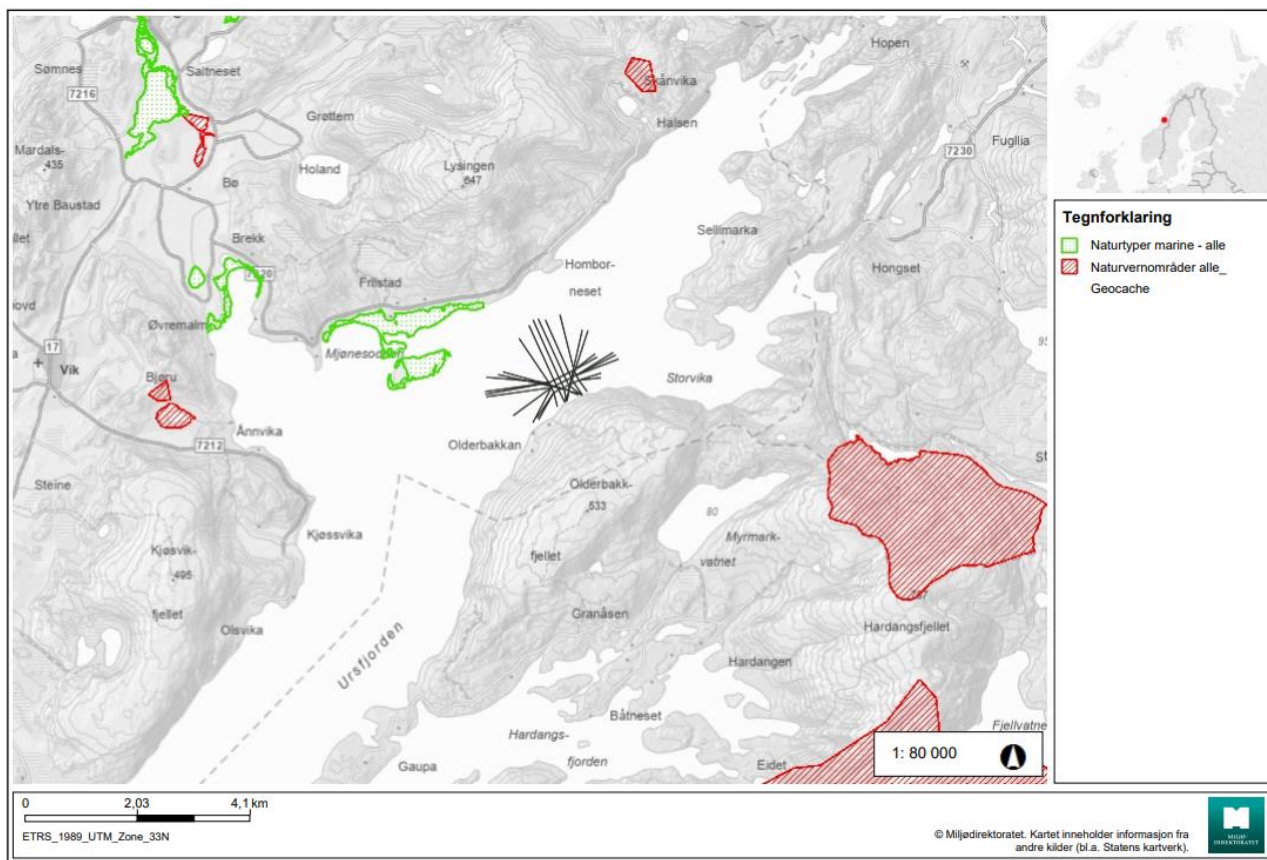 Hopen
Sømnes
Saltneset
Skånvika
7216
Grøttem
Halsen
Fugllia
7230
Mardals-
435
Lysingen
647
Holand
Bø
Ytre Baustad
Sellimarka
Brekk
Hombor-
neset
Hongset
7220
Frilstad
Øvremalm
17
Vik
Mjønesodden
Bjøru
Storvika
Ånnvika
7212
Olderbakkan
Steine
Olderbakk-
533
80
Myrmark-
vatnet
Kjøssvika
fjellet
Kjøsvik-
495
fjellet
Granåsen
Olsvika
Hardangsfjellet
Ursfjorden
Hardangen
Båtneset
Hardangs-
fjorden
Gaupa
Eidet
Fjellvatne
1: 80 000
Tegnforklaring
Naturtyper marine - alle
Naturvernområder alle_
Geocache
0 2,03 4,1 km
ETRS_1989_UTM_Zone_33N
© Miljødirektoratet. Kartet inneholder informasjon fra
andre kilder (bl.a. Statens kartverk).
MILJØ-
DIREKTORATET